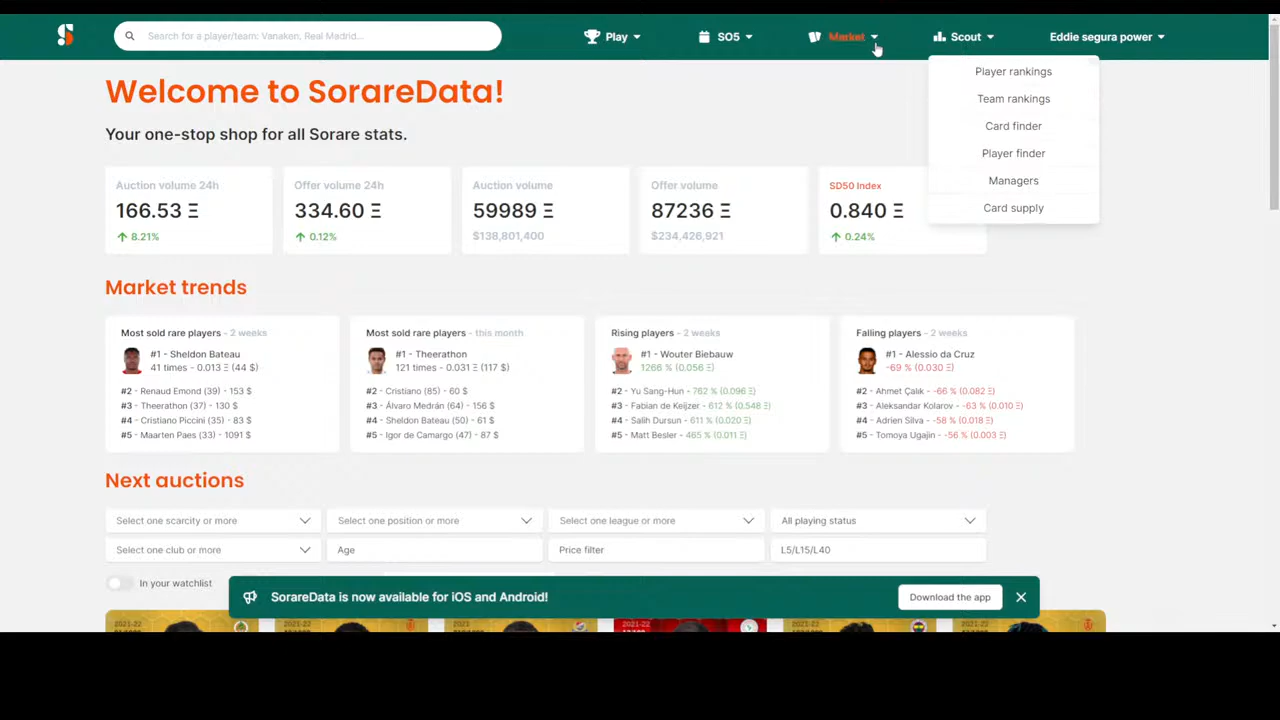 Search for a player/team: Vanaken, Real Madrid...
Play
SO5
Market
Scout
Eddie segura power
Player rankings
Team rankings
Card finder
Player finder
Managers
Card supply
Welcome to SorareData!
Your one-stop shop for all Sorare stats.
Auction volume 24h
166.53 Ξ
8.21%
Offer volume 24h
334.60 Ξ
0.12%
Auction volume
59989 Ξ
$138,801,400
Offer volume
87236 Ξ
$234,426,921
SD50 Index
0.840 Ξ
0.24%
Market trends
Most sold rare players - 2 weeks
#1 - Sheldon Bateau
41 times - 0.013 Ξ (44 $)
#2 - Renaud Emond (39) - 153 $
#3 - Theerathon (37) - 130 $
#4 - Cristiano Piccini (35) - 83 $
#5 - Maarten Paes (33) - 1091 $
Most sold rare players - this month
#1 - Theerathon
121 times - 0.031 Ξ (117 $)
#2 - Cristiano (85) - 60 $
#3 - Álvaro Medrán (64) - 156 $
#4 - Sheldon Bateau (50) - 61 $
#5 - Igor de Camargo (47) - 87 $
Rising players - 2 weeks
#1 - Wouter Biebauw
1266 % (0.056 Ξ)
#2 - Yu Sang-Hun - 762 % (0.096 Ξ)
#3 - Fabian de Keijzer - 612 % (0.548 Ξ)
#4 - Salih Dursun - 611 % (0.020 Ξ)
#5 - Matt Besler - 465 % (0.011 Ξ)
Falling players - 2 weeks
#1 - Alessio da Cruz
-69 % (0.030 Ξ)
#2 - Ahmet Çalık - -66 % (0.082 Ξ)
#3 - Aleksandar Kolarov - -63 % (0.010 Ξ)
#4 - Adrien Silva - -58 % (0.018 Ξ)
#5 - Tomoya Ugajin - -56 % (0.003 Ξ)
Next auctions
Select one scarcity or more
Select one position or more
Select one league or more
All playing status
Select one club or more
Age
Price filter
L5/L15/L40
In your watchlist
SorareData is now available for iOS and Android!
Download the app
2021-22
2021-22
2022
2021-22
2021-22
2021-22